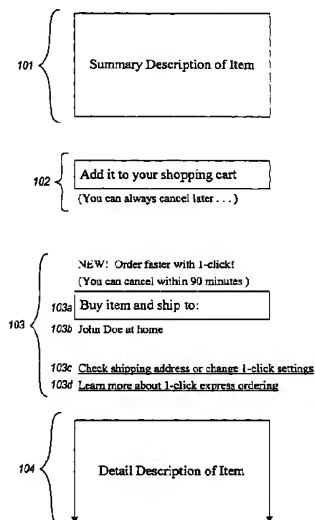 101
Summary Description of Item
102
Add it to your shopping cart
(You can always cancel later . . . )
NEW! Order faster with 1-click!
(You can cancel within 90 minutes )
103
103a Buy item and ship to:
103b John Doe at home
103c Check shipping address or change 1-click settings
103d Learn more about 1-click express ordering
104
Detail Description of Item